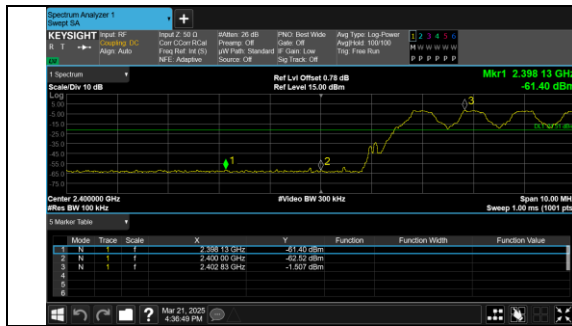 Spectrum Analyzer 1
Swept SA
+
KEYSIGHT Input: RF Input Z: 50 Ω #Atten: 26 dB PNO: Best Wide Avg Type: Log-Power 1 2 3 4 5 6
R T Coupling: DC Corr CCorr RCal Preamp: Off Gate: Off Avg|Hold: 100/100 M W W W W W
Align: Auto Freq Ref: Int (S) µW Path: Standard IF Gain: Low Trig: Free Run
NFE: Adaptive Source: Off Sig Track: Off P P P P P P
1 Spectrum Ref Lvl Offset 0.78 dB Mkr1 2.398 13 GHz
Scale/Div 10 dB Ref Level 15.00 dBm -61.40 dBm
Log
5.00
-5.00
-15.0
-25.0
-35.0
-45.0
-55.0
-65.0
-75.0
1
2
3
Center 2.400000 GHz #Video BW 300 kHz Span 10.00 MHz
#Res BW 100 kHz Sweep 1.00 ms (1001 pts)
5 Marker Table
Mode Trace Scale X Y Function Function Width Function Value
1 N 1 f 2.398 13 GHz -61.40 dBm
2 N 1 f 2.400 00 GHz -62.52 dBm
3 N 1 f 2.402 83 GHz -1.507 dBm
4
5
6
?
Mar 21, 2025
4:36:49 PM